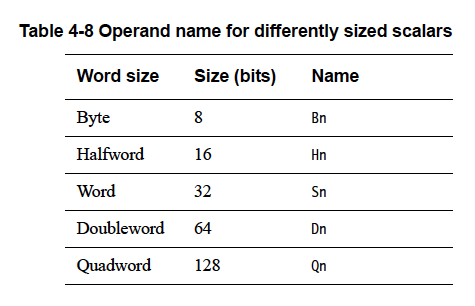 Table 4-8 Operand name for differently sized scalars
Word size Size (bits) Name
Byte 8 Bn
Halfword 16 Hn
Word 32 Sn
Doubleword 64 Dn
Quadword 128 Qn